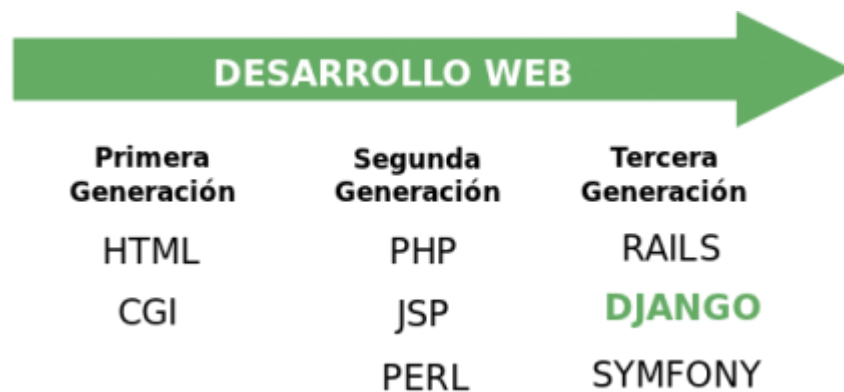 DESARROLLO WEB
Primera
Generación
HTML
CGI
Segunda
Generación
PHP
JSP
PERL
Tercera
Generación
RAILS
DJANGO
SYMFONY